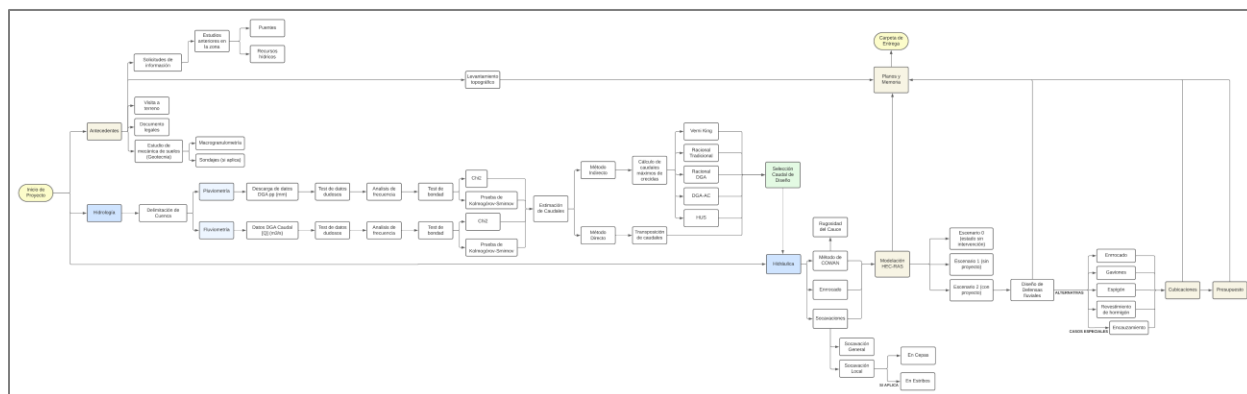 Inicio de
Proyecto
Antecedentes
Solicitudes de
información
Estudios
anteriores en
la zona
Fuentes
Recursos
hídricos
Levantamiento
topográfico
Visita a
terreno
Documento
legales
Estudio de
mecánica de suelos
(Geotecnia)
Macrogranulometría
Sondajes (si aplica)
Hidrología
Delimitación de
Cuenca
Pluviometría
Descarga de datos
DGA pp (mm)
Test de datos
dudosos
Analisis de
frecuencia
Test de
bondad
Chi2
Prueba de
Kolmogórov-Smirnov
Fluviometría
Datos DGA Caudal
(Q) (m3/s)
Test de datos
dudosos
Analisis de
frecuencia
Test de
bondad
Chi2
Prueba de
Kolmogórov-Smirnov
Estimación
de Caudales
Método
Indirecto
Cálculo de
caudales
máximos de
crecidas
Verni King
Racional
Tradicional
Racional
DGA
DGA-AC
HUS
Método
Directo
Transposición
de caudales
Selección
Caudal de
Diseño
Hidráulica
Rugosidad
del Cauce
Método de
COWAN
Enrrocado
Socavaciones
Socavación
General
Socavación
Local
SI APLICA
En Cepas
En Estribos
Modelación
HEC-RAS
Planos y
Memoria
Carpeta de
Entrega
Escenario 0
(estado sin
intervención)
Escenario 1 (sin
proyecto)
Escenario 2 (con
proyecto)
Diseño de
Defensas
fluviales
ALTERNATIVAS
CASOS ESPECIALES
Enrrocado
Gaviones
Espigón
Revestimiento
de hormigón
Encauzamiento
Cubicaciones
Presupuesto